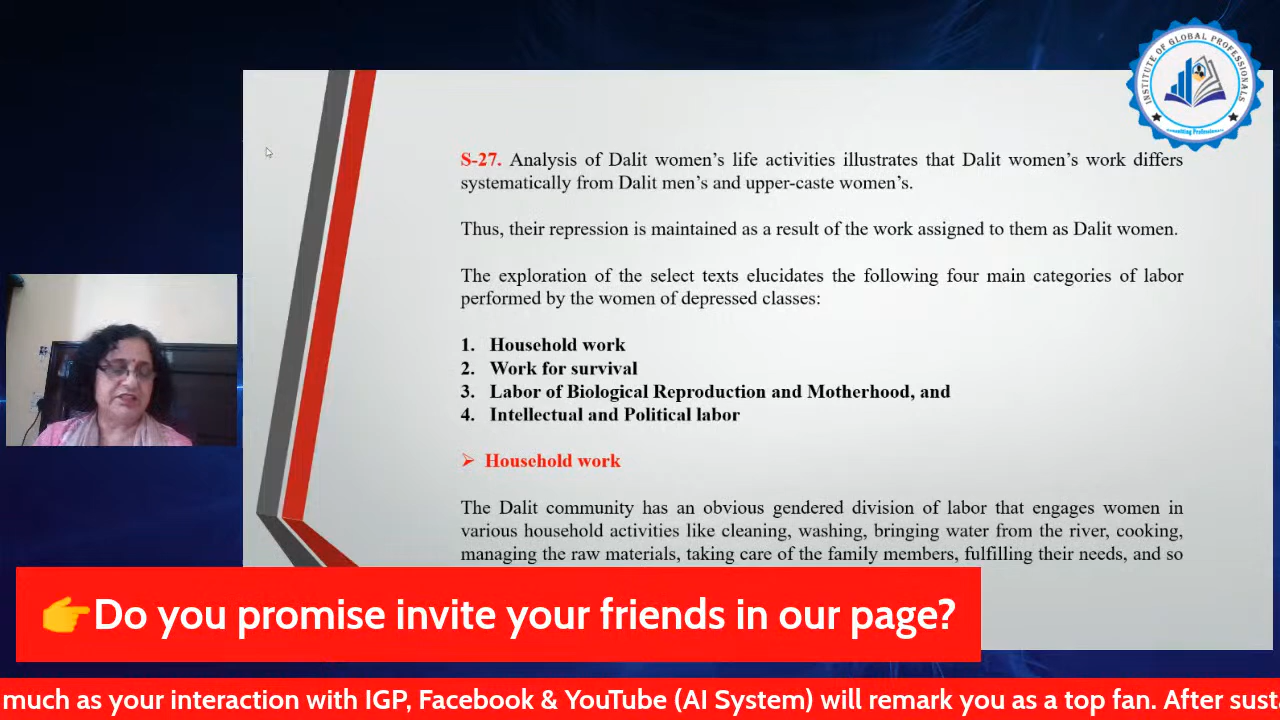 INSTITUTE OF GLOBAL PROFESSIONALS
S-27. Analysis of Dalit women’s life activities illustrates that Dalit women’s work differs
systematically from Dalit men’s and upper-caste women’s.
Thus, their repression is maintained as a result of the work assigned to them as Dalit women.
The exploration of the select texts elucidates the following four main categories of labor
performed by the women of depressed classes:
1. Household work
2. Work for survival
3. Labor of Biological Reproduction and Motherhood, and
4. Intellectual and Political labor
➢ Household work
The Dalit community has an obvious gendered division of labor that engages women in
various household activities like cleaning, washing, bringing water from the river, cooking,
managing the raw materials, taking care of the family members, fulfilling their needs, and so
👉Do you promise invite your friends in our page?
much as your interaction with IGP, Facebook & YouTube (AI System) will remark you as a top fan. After sust